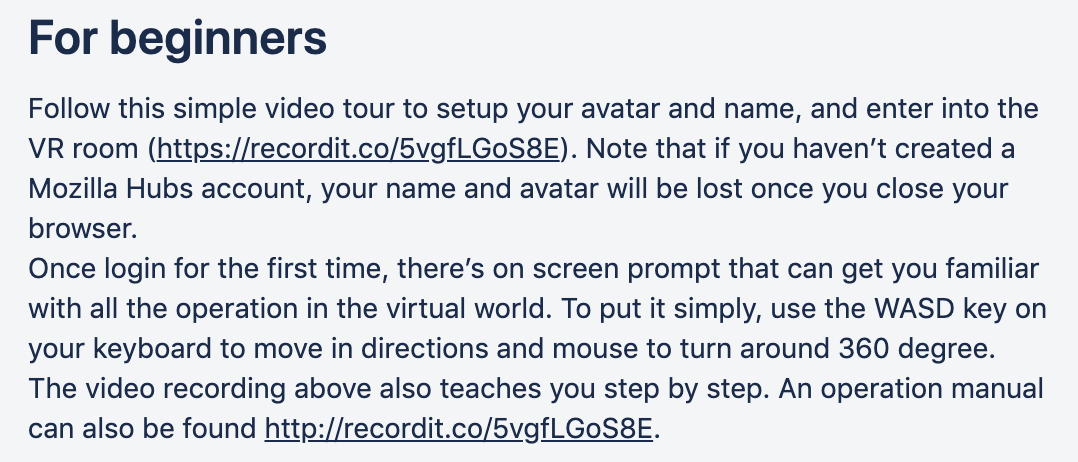 For beginners
Follow this simple video tour to setup your avatar and name, and enter into the
VR room (https://recordit.co/5vgfLGoS8E). Note that if you haven’t created a
Mozilla Hubs account, your name and avatar will be lost once you close your
browser.
Once login for the first time, there’s on screen prompt that can get you familiar
with all the operation in the virtual world. To put it simply, use the WASD key on
your keyboard to move in directions and mouse to turn around 360 degree.
The video recording above also teaches you step by step. An operation manual
can also be found http://recordit.co/5vgfLGoS8E.